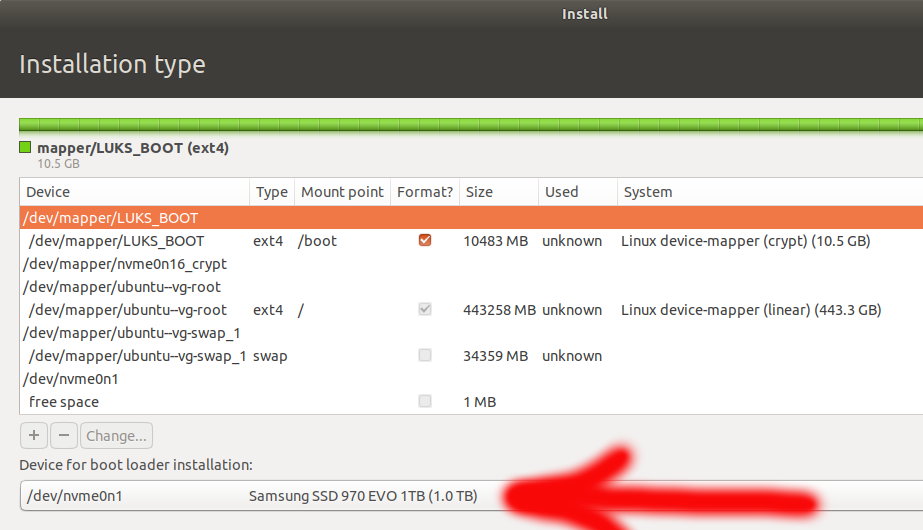 Install
Installation type
mapper/LUKS_BOOT (ext4)
10.5 GB
Device Type Mount point Format? Size Used System
/dev/mapper/LUKS_BOOT
/dev/mapper/LUKS_BOOT ext4 /boot 10483 MB unknown Linux device-mapper (crypt) (10.5 GB)
/dev/mapper/nvme0n16_crypt
/dev/mapper/ubuntu--vg-root
/dev/mapper/ubuntu--vg-root ext4 / 443258 MB unknown Linux device-mapper (linear) (443.3 GB)
/dev/mapper/ubuntu--vg-swap_1
/dev/mapper/ubuntu--vg-swap_1 swap 34359 MB unknown
/dev/nvme0n1
free space 1 MB
+ − Change...
Device for boot loader installation:
/dev/nvme0n1 Samsung SSD 970 EVO 1TB (1.0 TB)